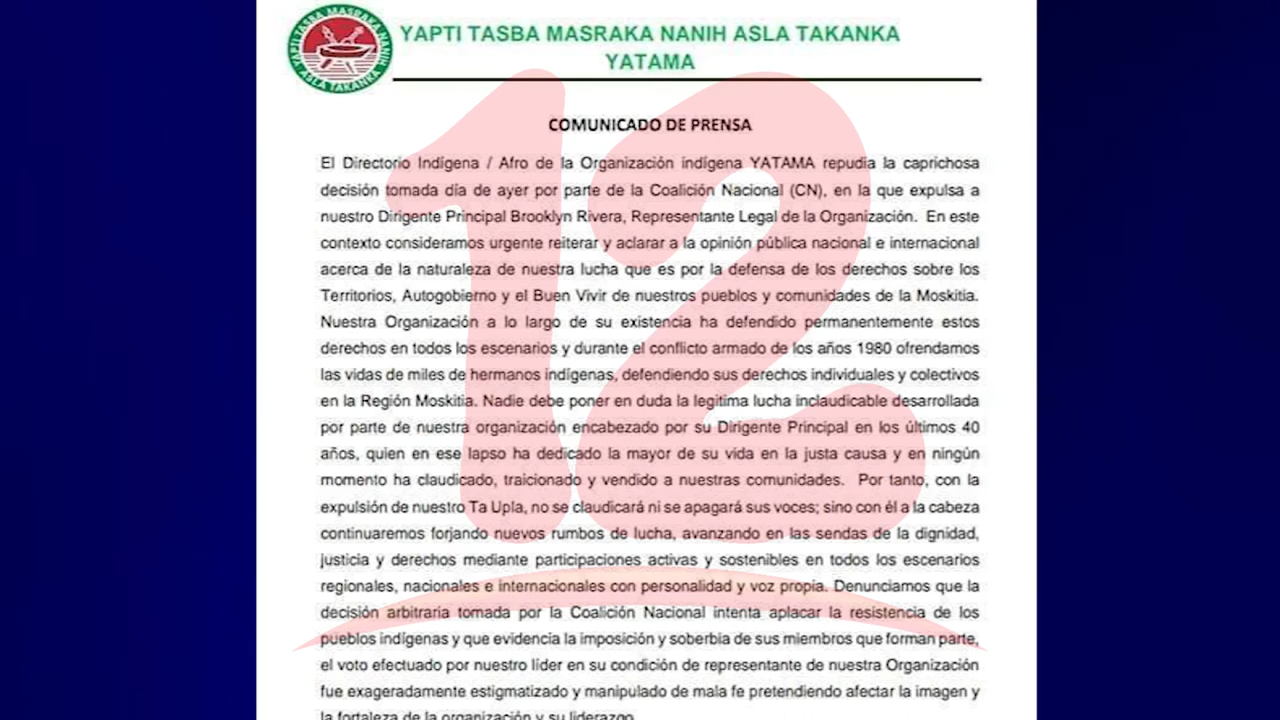 YAPTI TASBA MASRAKA NANIH ASLA TAKANKA
YATAMA
YAPTI TASBA MASRAKA NANIH
ASLA TAKANKA
12
COMUNICADO DE PRENSA
El Directorio Indígena / Afro de la Organización indígena YATAMA repudia la caprichosa
decisión tomada día de ayer por parte de la Coalición Nacional (CN), en la que expulsa a
nuestro Dirigente Principal Brooklyn Rivera, Representante Legal de la Organización. En este
contexto consideramos urgente reiterar y aclarar a la opinión pública nacional e internacional
acerca de la naturaleza de nuestra lucha que es por la defensa de los derechos sobre los
Territorios, Autogobierno y el Buen Vivir de nuestros pueblos y comunidades de la Moskitia.
Nuestra Organización a lo largo de su existencia ha defendido permanentemente estos
derechos en todos los escenarios y durante el conflicto armado de los años 1980 ofrendamos
las vidas de miles de hermanos indígenas, defendiendo sus derechos individuales y colectivos
en la Región Moskitia. Nadie debe poner en duda la legitima lucha inclaudicable desarrollada
por parte de nuestra organización encabezado por su Dirigente Principal en los últimos 40
años, quien en ese lapso ha dedicado la mayor de su vida en la justa causa y en ningún
momento ha claudicado, traicionado y vendido a nuestras comunidades. Por tanto, con la
expulsión de nuestro Ta Upla, no se claudicará ni se apagará sus voces; sino con él a la cabeza
continuaremos forjando nuevos rumbos de lucha, avanzando en las sendas de la dignidad,
justicia y derechos mediante participaciones activas y sostenibles en todos los escenarios
regionales, nacionales e internacionales con personalidad y voz propia. Denunciamos que la
decisión arbitraria tomada por la Coalición Nacional intenta aplacar la resistencia de los
pueblos indígenas y que evidencia la imposición y soberbia de sus miembros que forman parte,
el voto efectuado por nuestro líder en su condición de representante de nuestra Organización
fue exageradamente estigmatizado y manipulado de mala fe pretendiendo afectar la imagen y
la fortaleza de la organización y su liderazgo.